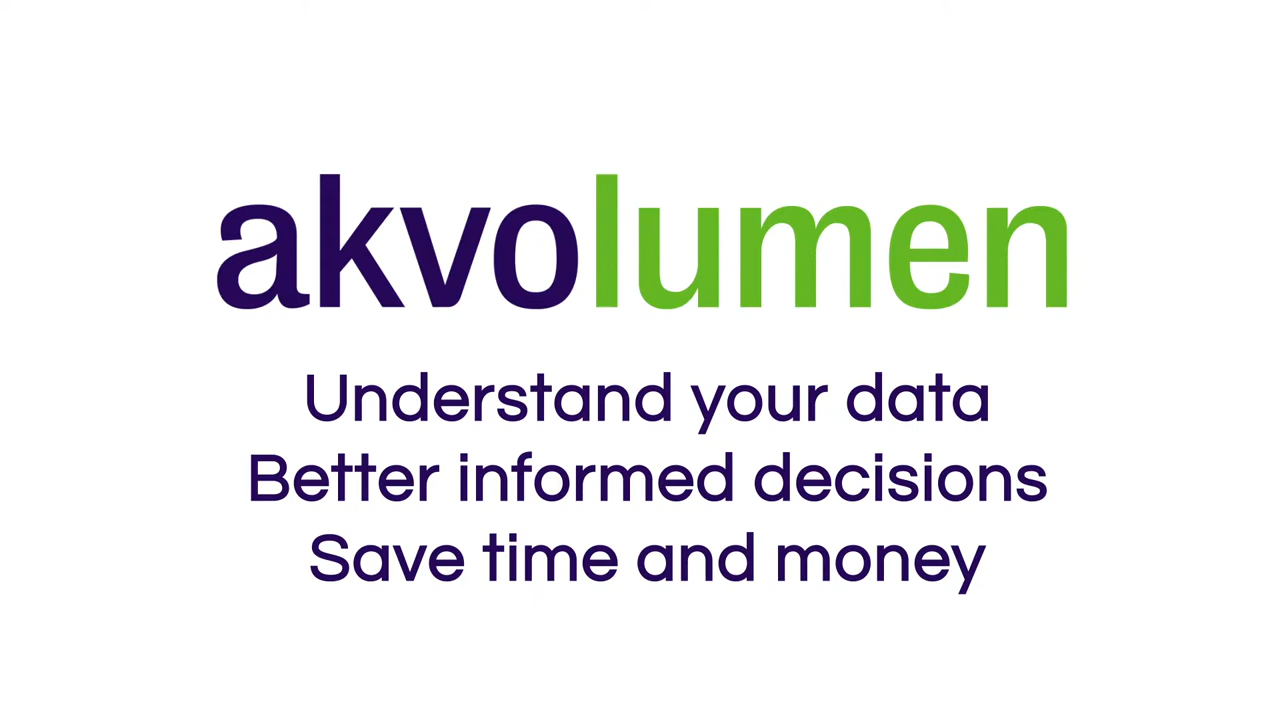 akvolumen
Understand your data
Better informed decisions
Save time and money